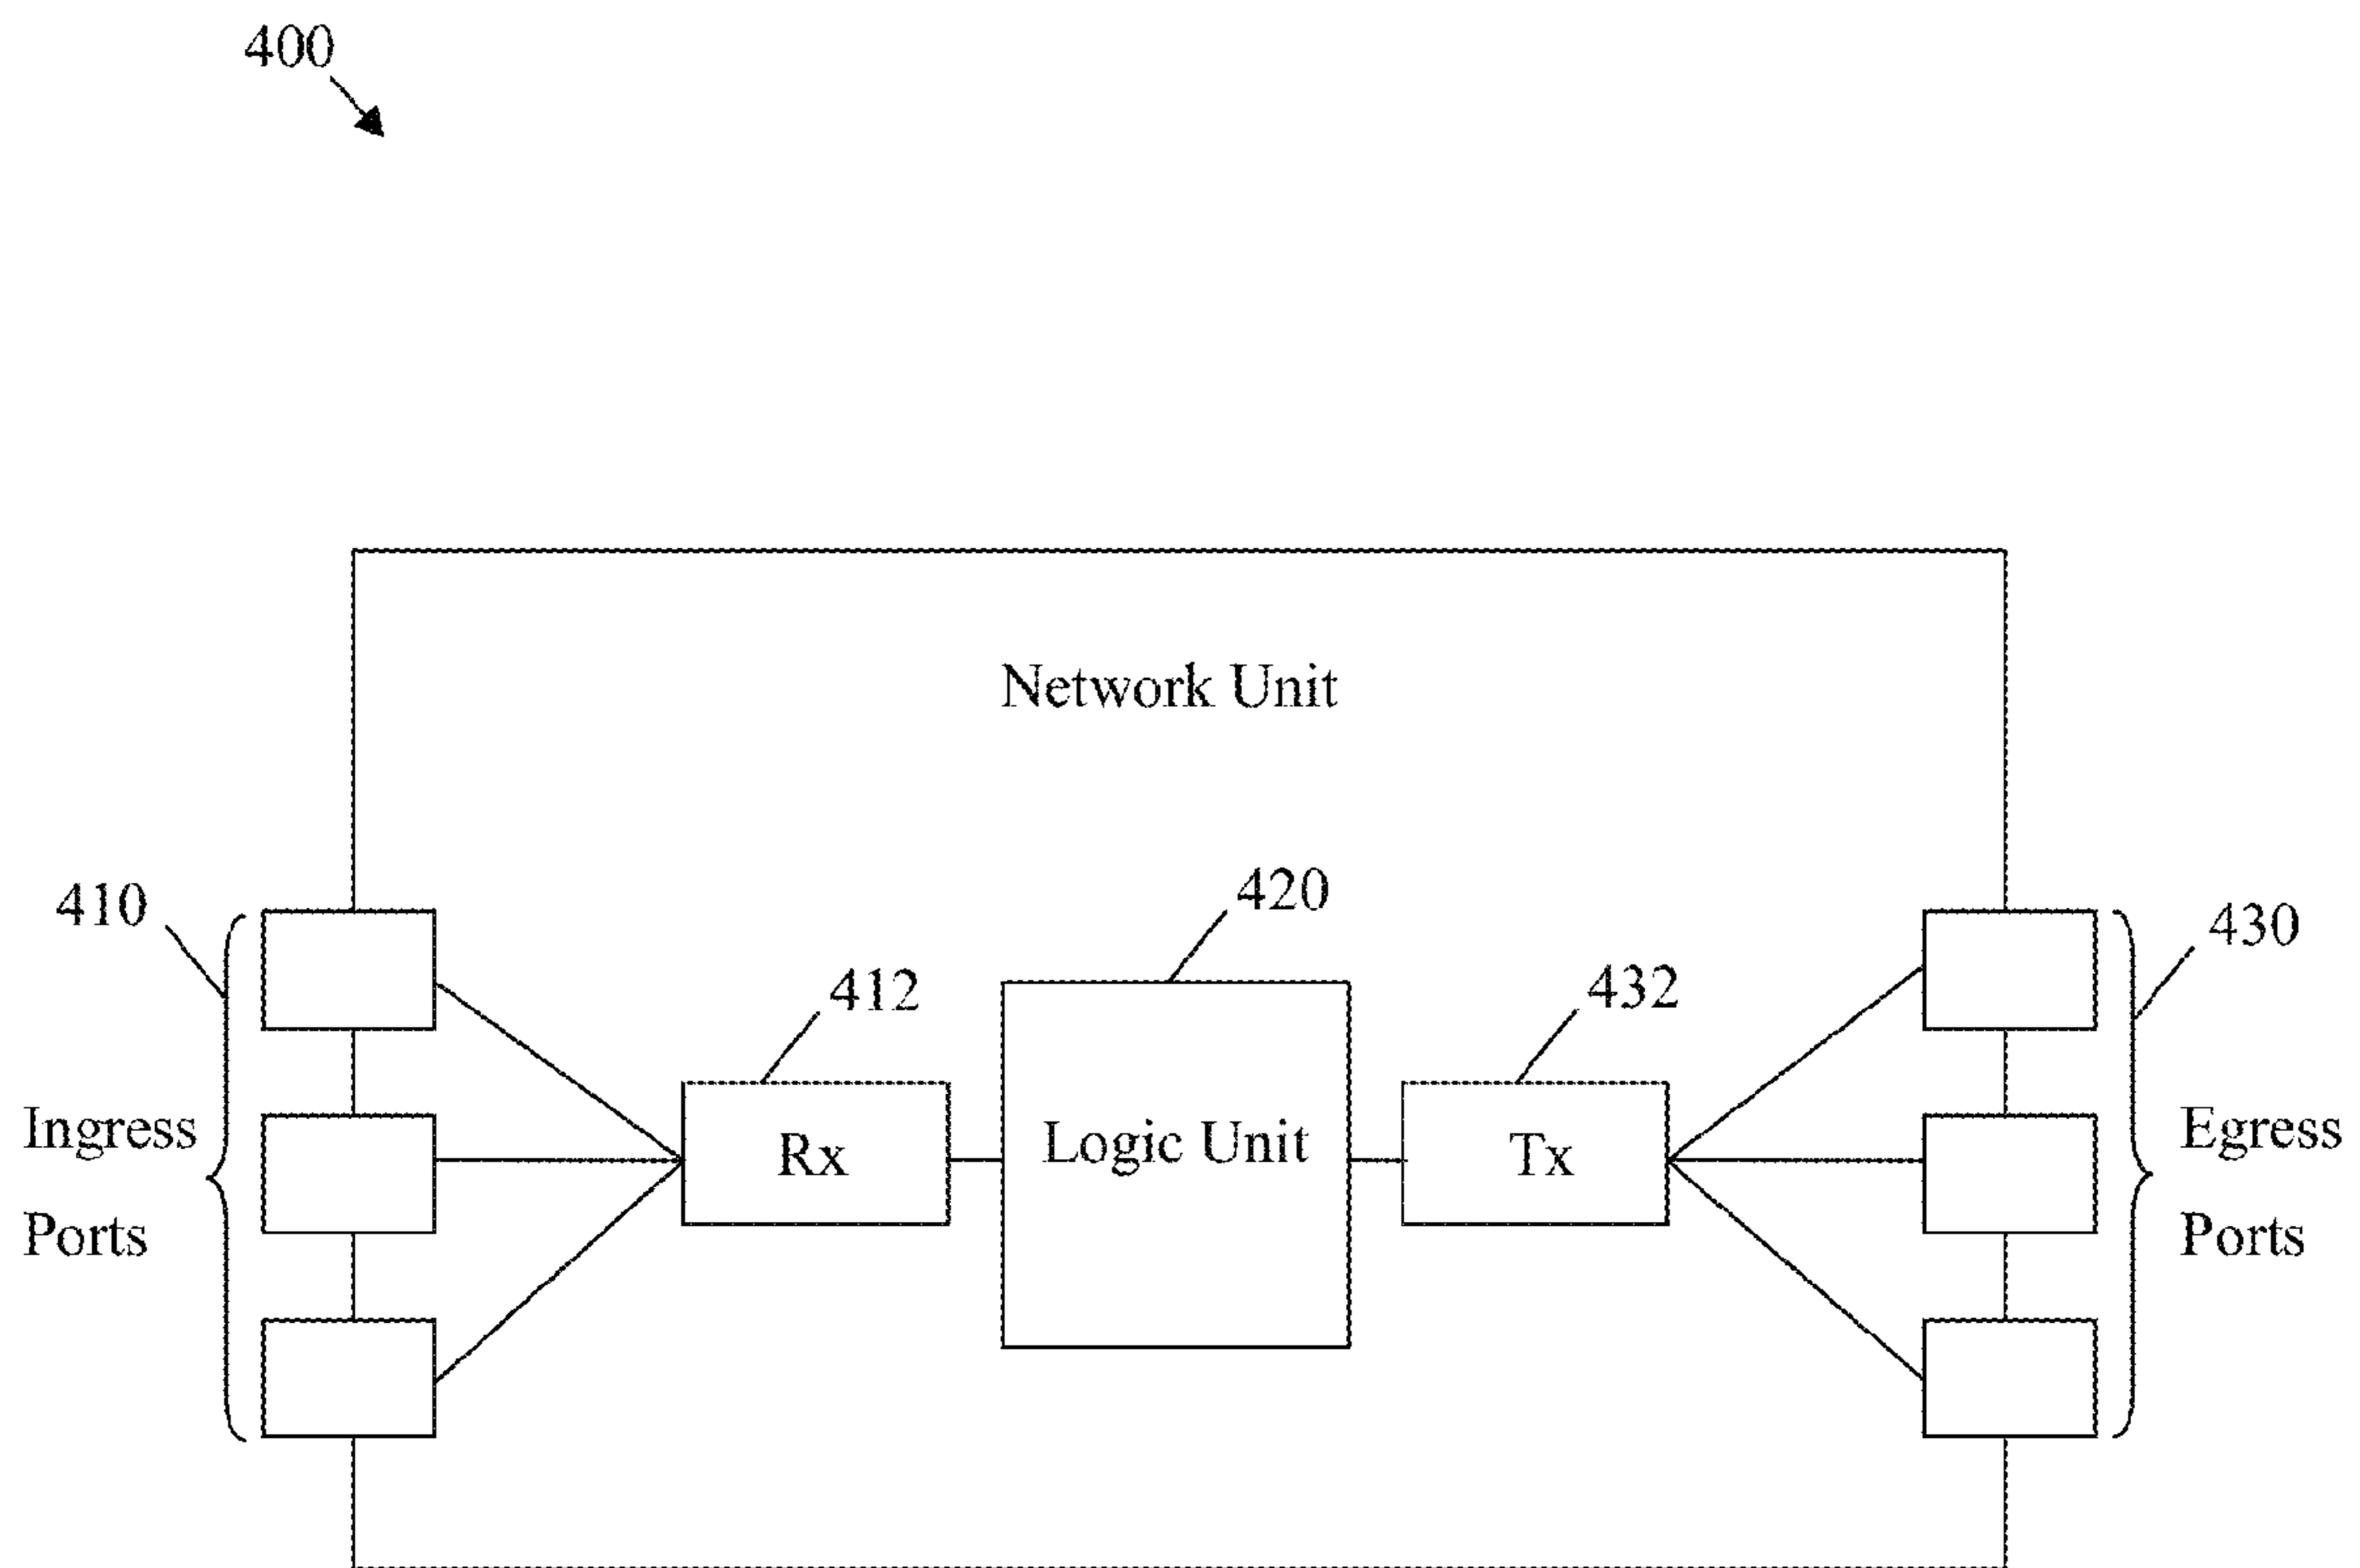 400
Network Unit
410
420
430
412
432
Ingress
Ports
Rx
Logic Unit
Tx
Egress
Ports